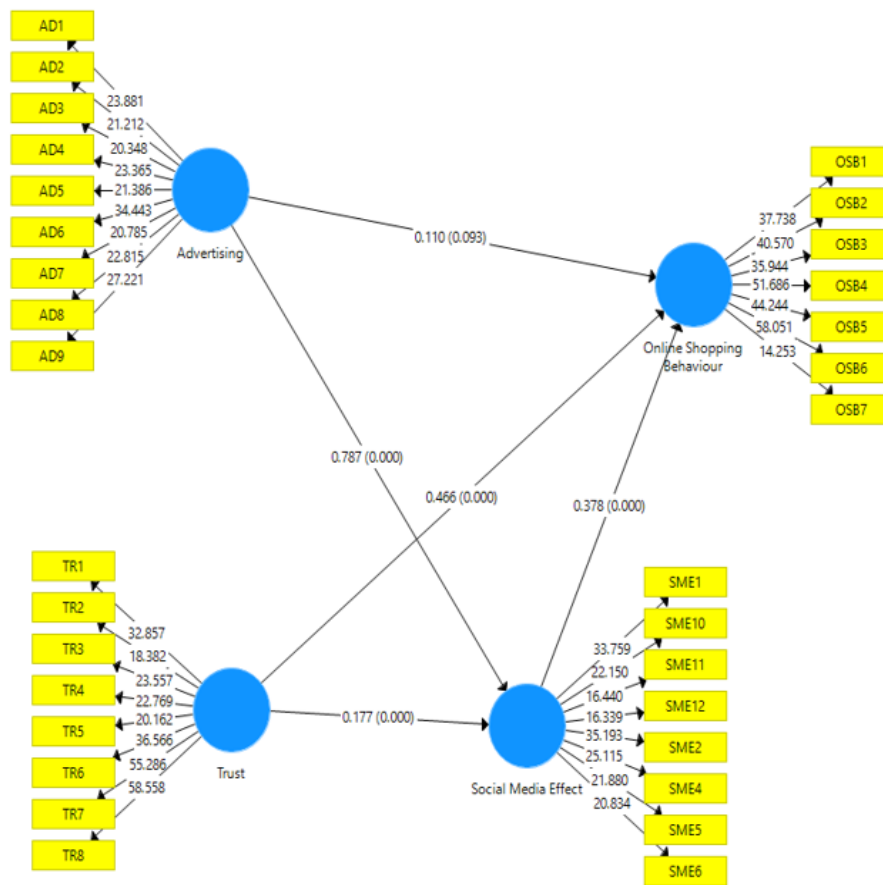 AD1
AD2
AD3
AD4
AD5
AD6
AD7
AD8
AD9
23.881
21.212
20.348
23.365
21.386
34.443
20.785
22.815
27.221
Advertising
0.110 (0.093)
OSB1
OSB2
OSB3
OSB4
OSB5
OSB6
OSB7
37.738
40.570
35.944
51.686
44.244
58.051
14.253
Online Shopping
Behaviour
0.787 (0.000)
0.466 (0.000)
0.378 (0.000)
TR1
TR2
TR3
TR4
TR5
TR6
TR7
TR8
32.857
18.382
23.557
22.769
20.162
36.566
55.286
58.558
Trust
0.177 (0.000)
Social Media Effect
33.759
22.150
16.440
16.339
35.193
25.115
21.880
20.834
SME1
SME10
SME11
SME12
SME2
SME4
SME5
SME6